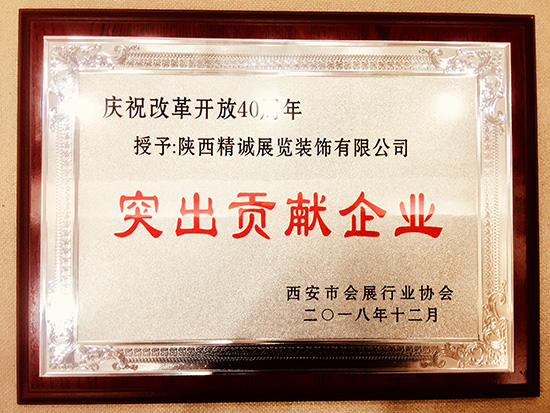 庆祝改革开放40周年
授予:陕西精诚展览装饰有限公司
突出贡献企业
西安市会展行业协会
二〇一八年十二月